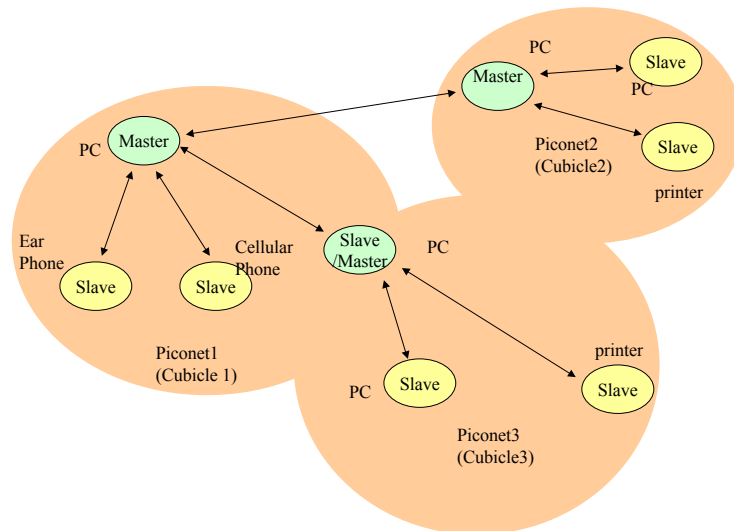 PC
Master
Slave
PC
Slave
Piconet2
(Cubicle2)
printer
PC
Master
Ear
Phone
Slave
Cellular
Phone
Slave
Piconet1
(Cubicle 1)
Slave
/Master
PC
PC
Slave
printer
Slave
Piconet3
(Cubicle3)